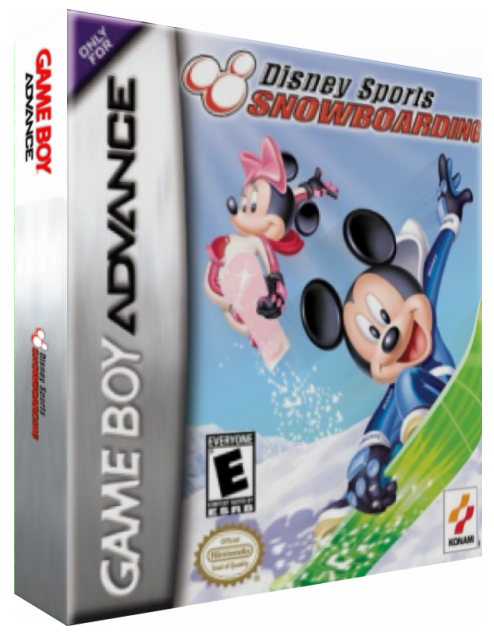 GAME BOY
ADVANCE
Disney Sports
SNOWBOARDING
ONLY
FOR
GAME BOY ADVANCE
Disney Sports
SNOWBOARDING
EVERYONE
E
CONTENT RATED BY
ESRB
Official
Nintendo
Seal of Quality
KONAMI